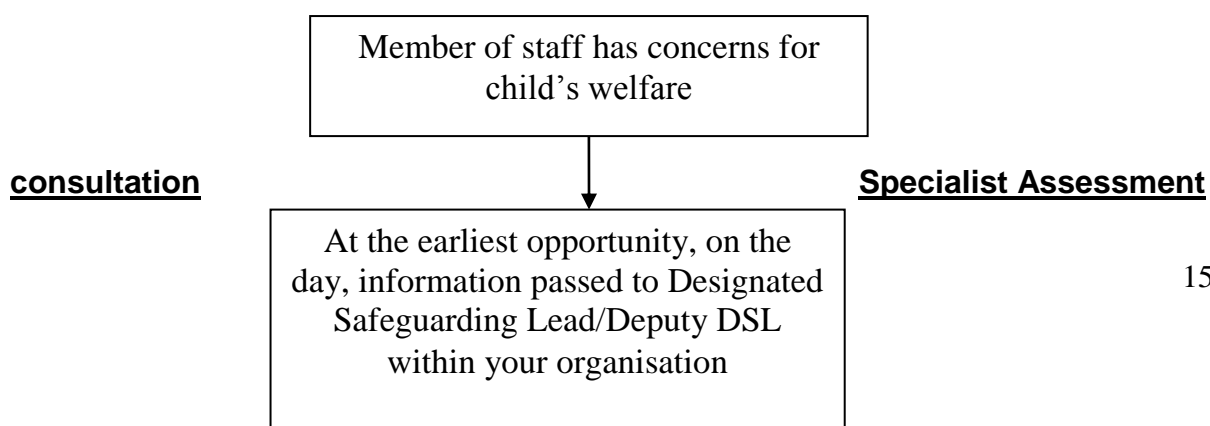 Member of staff has concerns for
child’s welfare
consultation
Specialist Assessment
At the earliest opportunity, on the
day, information passed to Designated
Safeguarding Lead/Deputy DSL
within your organisation
15